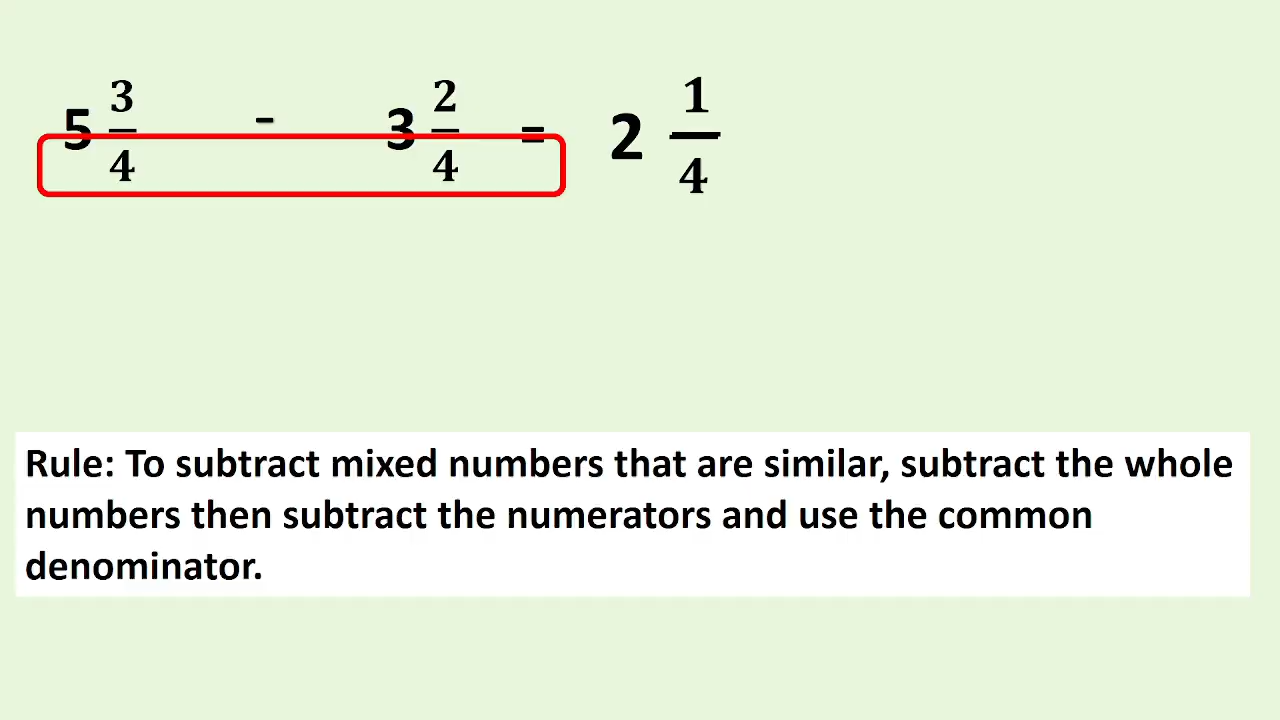 5 3/4 - 3 2/4 = 2 1/4
Rule: To subtract mixed numbers that are similar, subtract the whole
numbers then subtract the numerators and use the common
denominator.